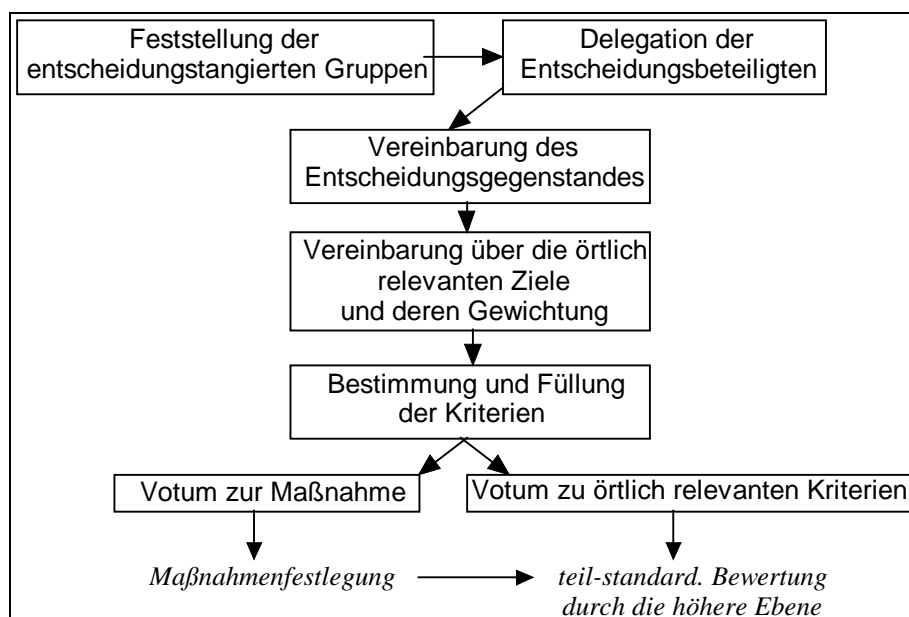 Feststellung der
entscheidungstangierten Gruppen
Delegation der
Entscheidungsbeteiligten
Vereinbarung des
Entscheidungsgegenstandes
Vereinbarung über die örtlich
relevanten Ziele
und deren Gewichtung
Bestimmung und Füllung
der Kriterien
Votum zur Maßnahme
Votum zu örtlich relevanten Kriterien
Maßnahmenfestlegung
teil-standard. Bewertung
durch die höhere Ebene